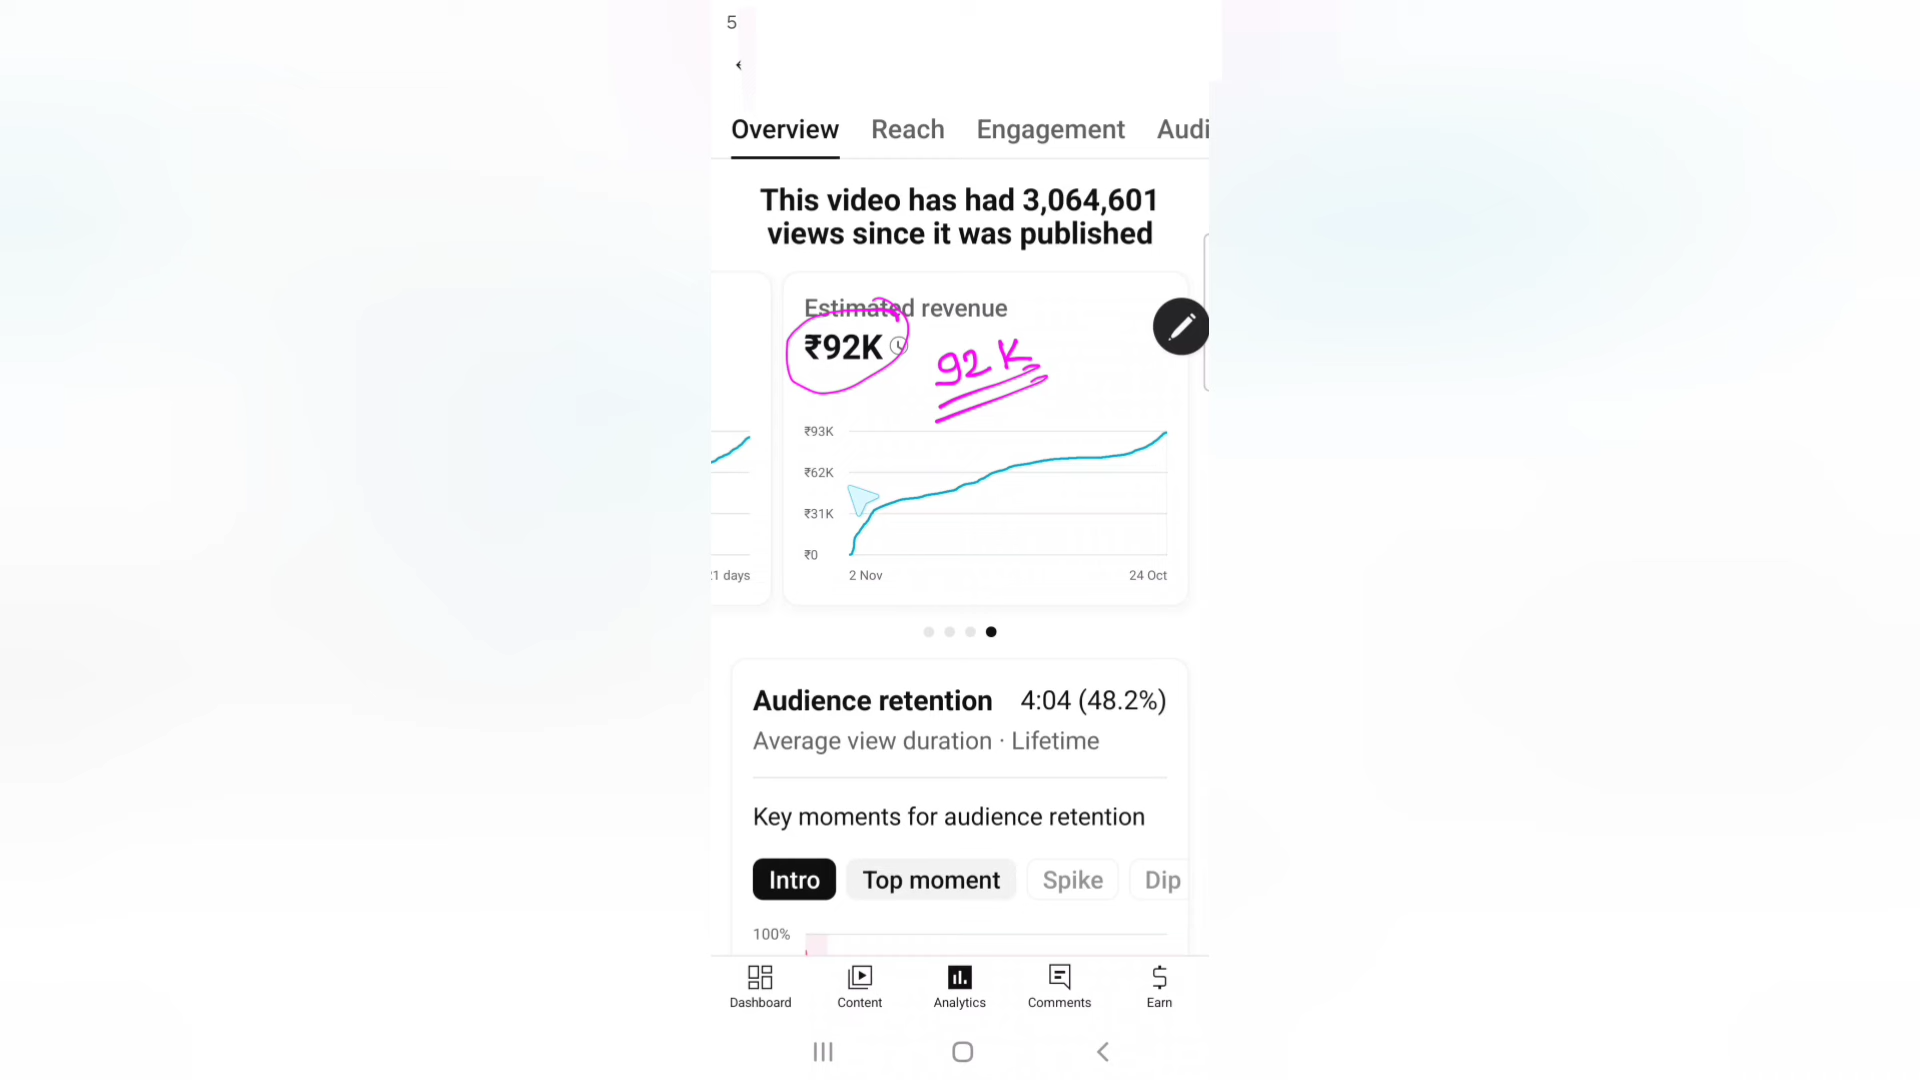 5
Overview Reach Engagement Audi
This video has had 3,064,601
views since it was published
Estimated revenue
₹92K
92 K
₹93K
₹62K
₹31K
₹0
2 Nov 24 Oct
21 days
Audience retention 4:04 (48.2%)
Average view duration · Lifetime
Key moments for audience retention
Intro Top moment Spike Dip
100%
Dashboard Content Analytics Comments Earn